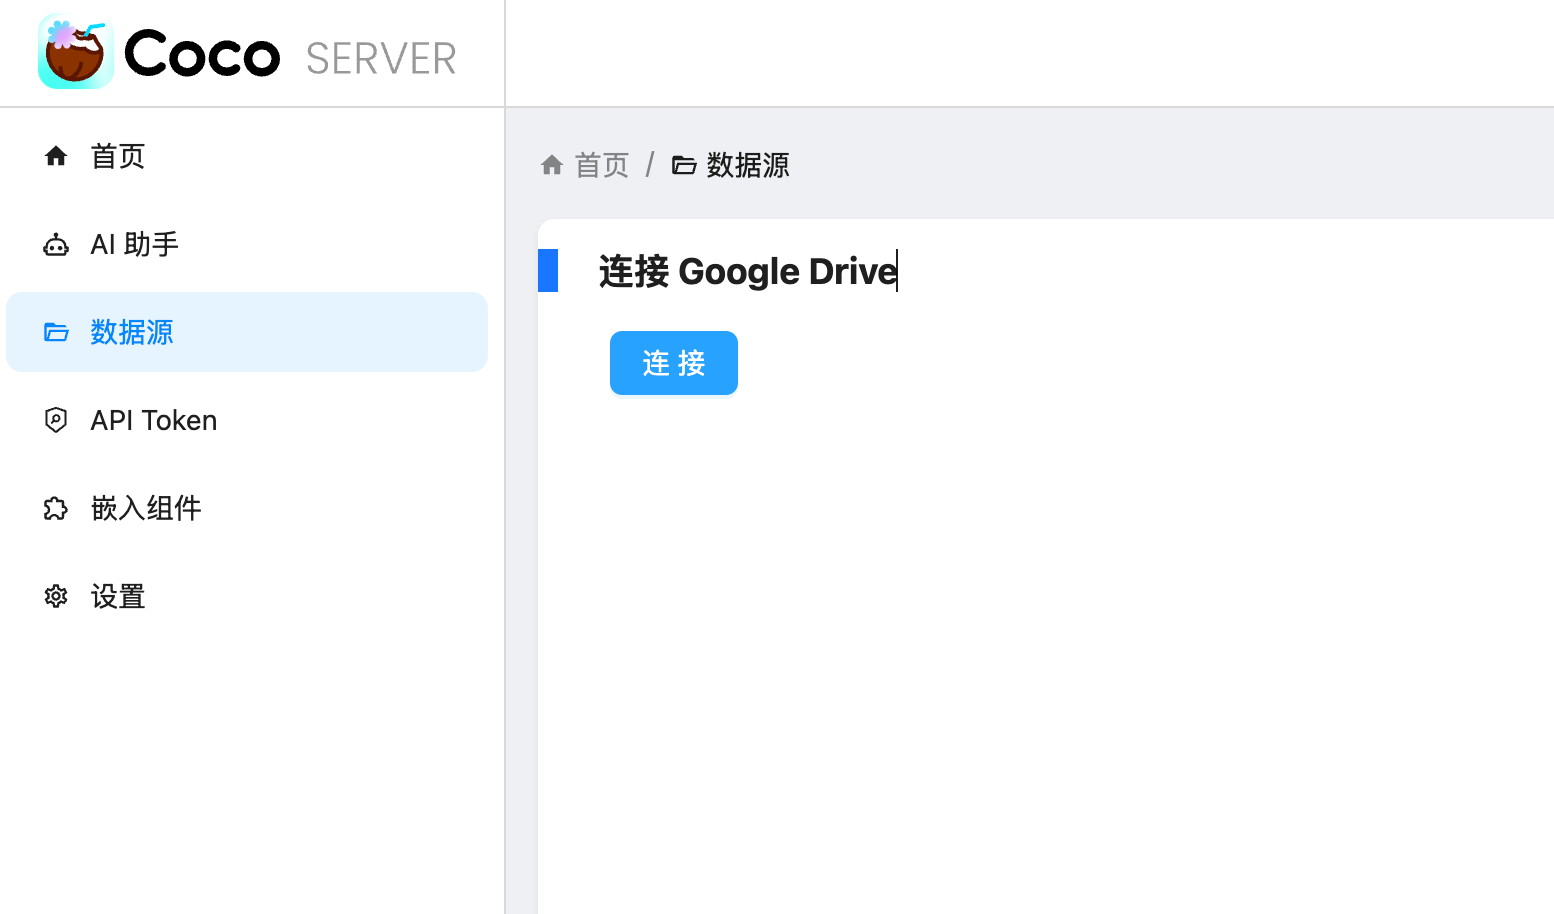 Coco SERVER
首页
AI 助手
数据源
API Token
嵌入组件
设置
首页 / 数据源
连接 Google Drive
连 接